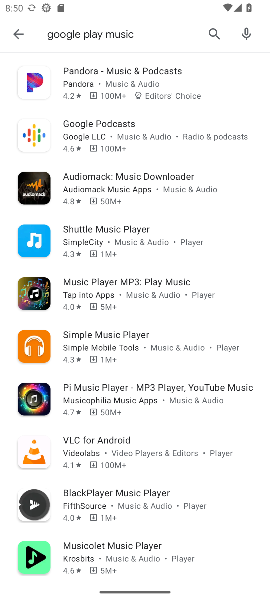 8:50
google play music
Pandora - Music & Podcasts
Pandora • Music & Audio
4.2★ 100M+ Editors' Choice
Google Podcasts
Google LLC • Music & Audio • Radio & podcasts
4.6★ 100M+
Audiomack: Music Downloader
audiomack
Audiomack Music Apps • Music & Audio
4.8★ 50M+
Shuttle Music Player
SimpleCity • Music & Audio • Player
4.3★ 1M+
Music Player MP3: Play Music
Tap Into Apps • Music & Audio • Player
4.0★ 5M+
Simple Music Player
Simple Mobile Tools • Music & Audio • Player
4.3★ 1M+
Pi Music Player - MP3 Player, YouTube Music
Musicophilia Music Apps • Music & Audio
4.7★ 50M+
VLC for Android
Videolabs • Video Players & Editors • Player
4.1★ 100M+
BlackPlayer Music Player
FifthSource • Music & Audio • Player
4.0★ 1M+
Musicolet Music Player
Krosbits • Music & Audio • Player
4.6★ 5M+